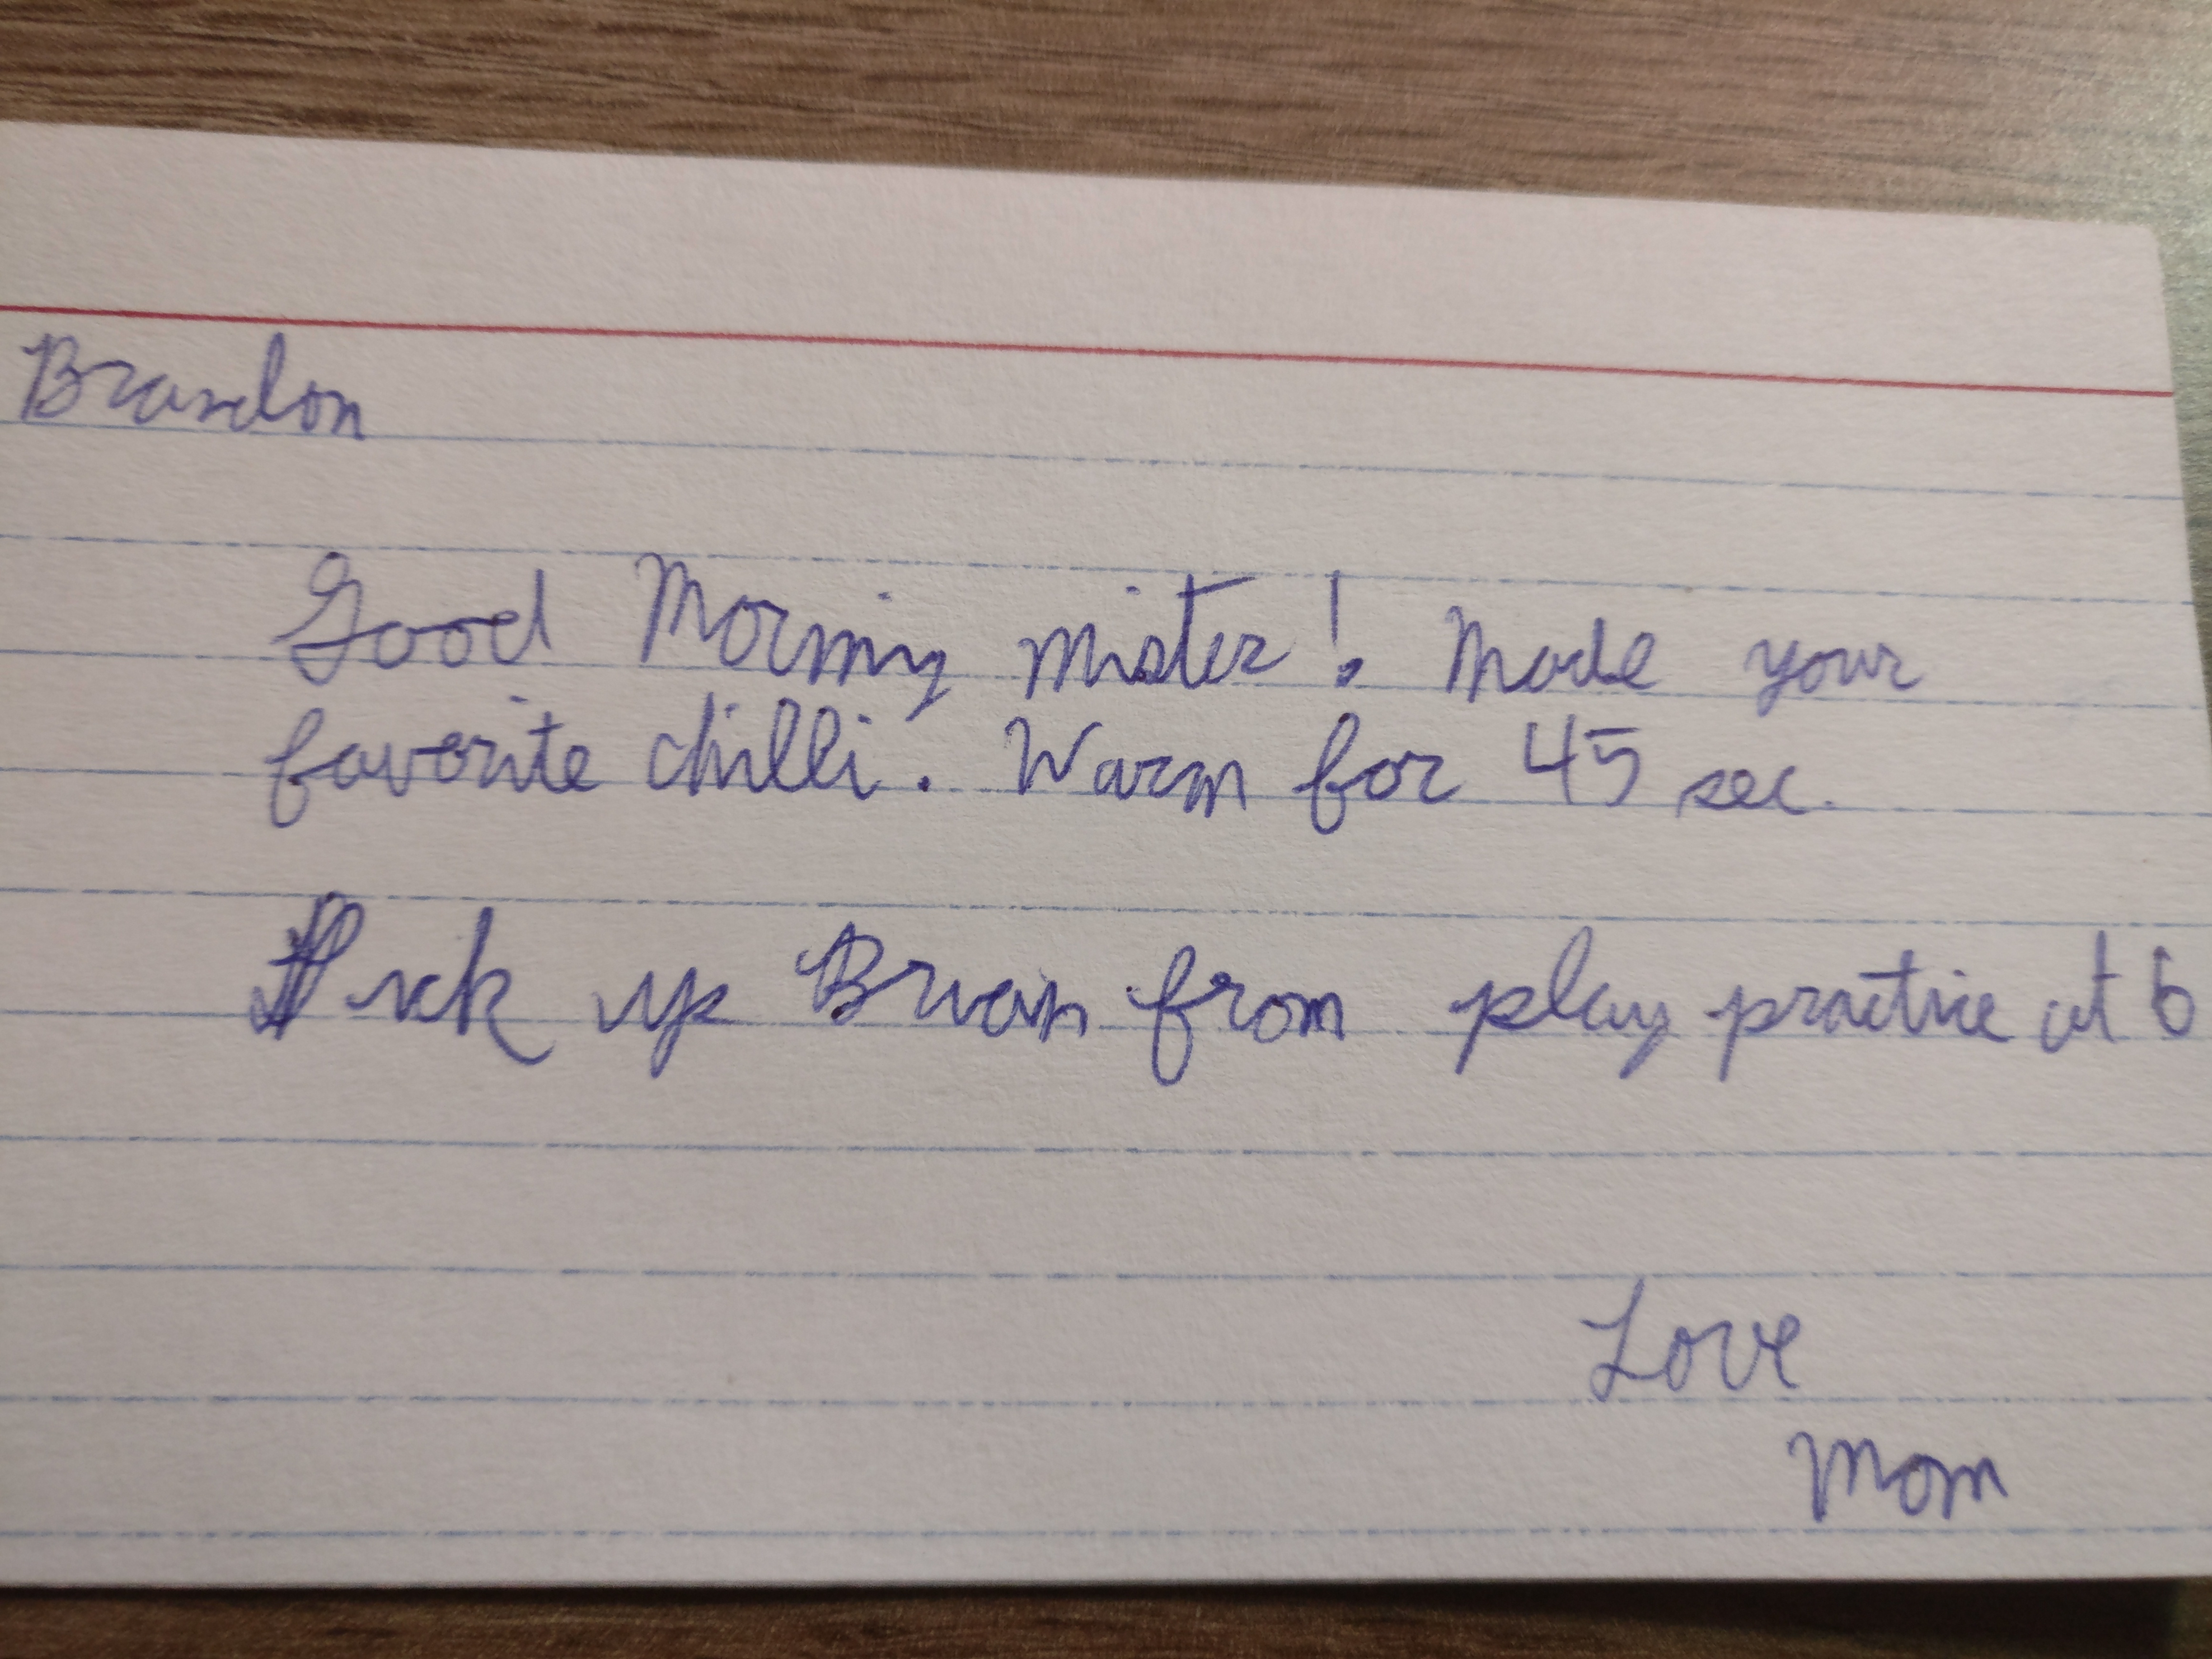 Brandon
Good Morning Mister! Made your
favorite chilli. Warm for 45 sec.
Pick up Brian from play practice at 6
Love
Mom